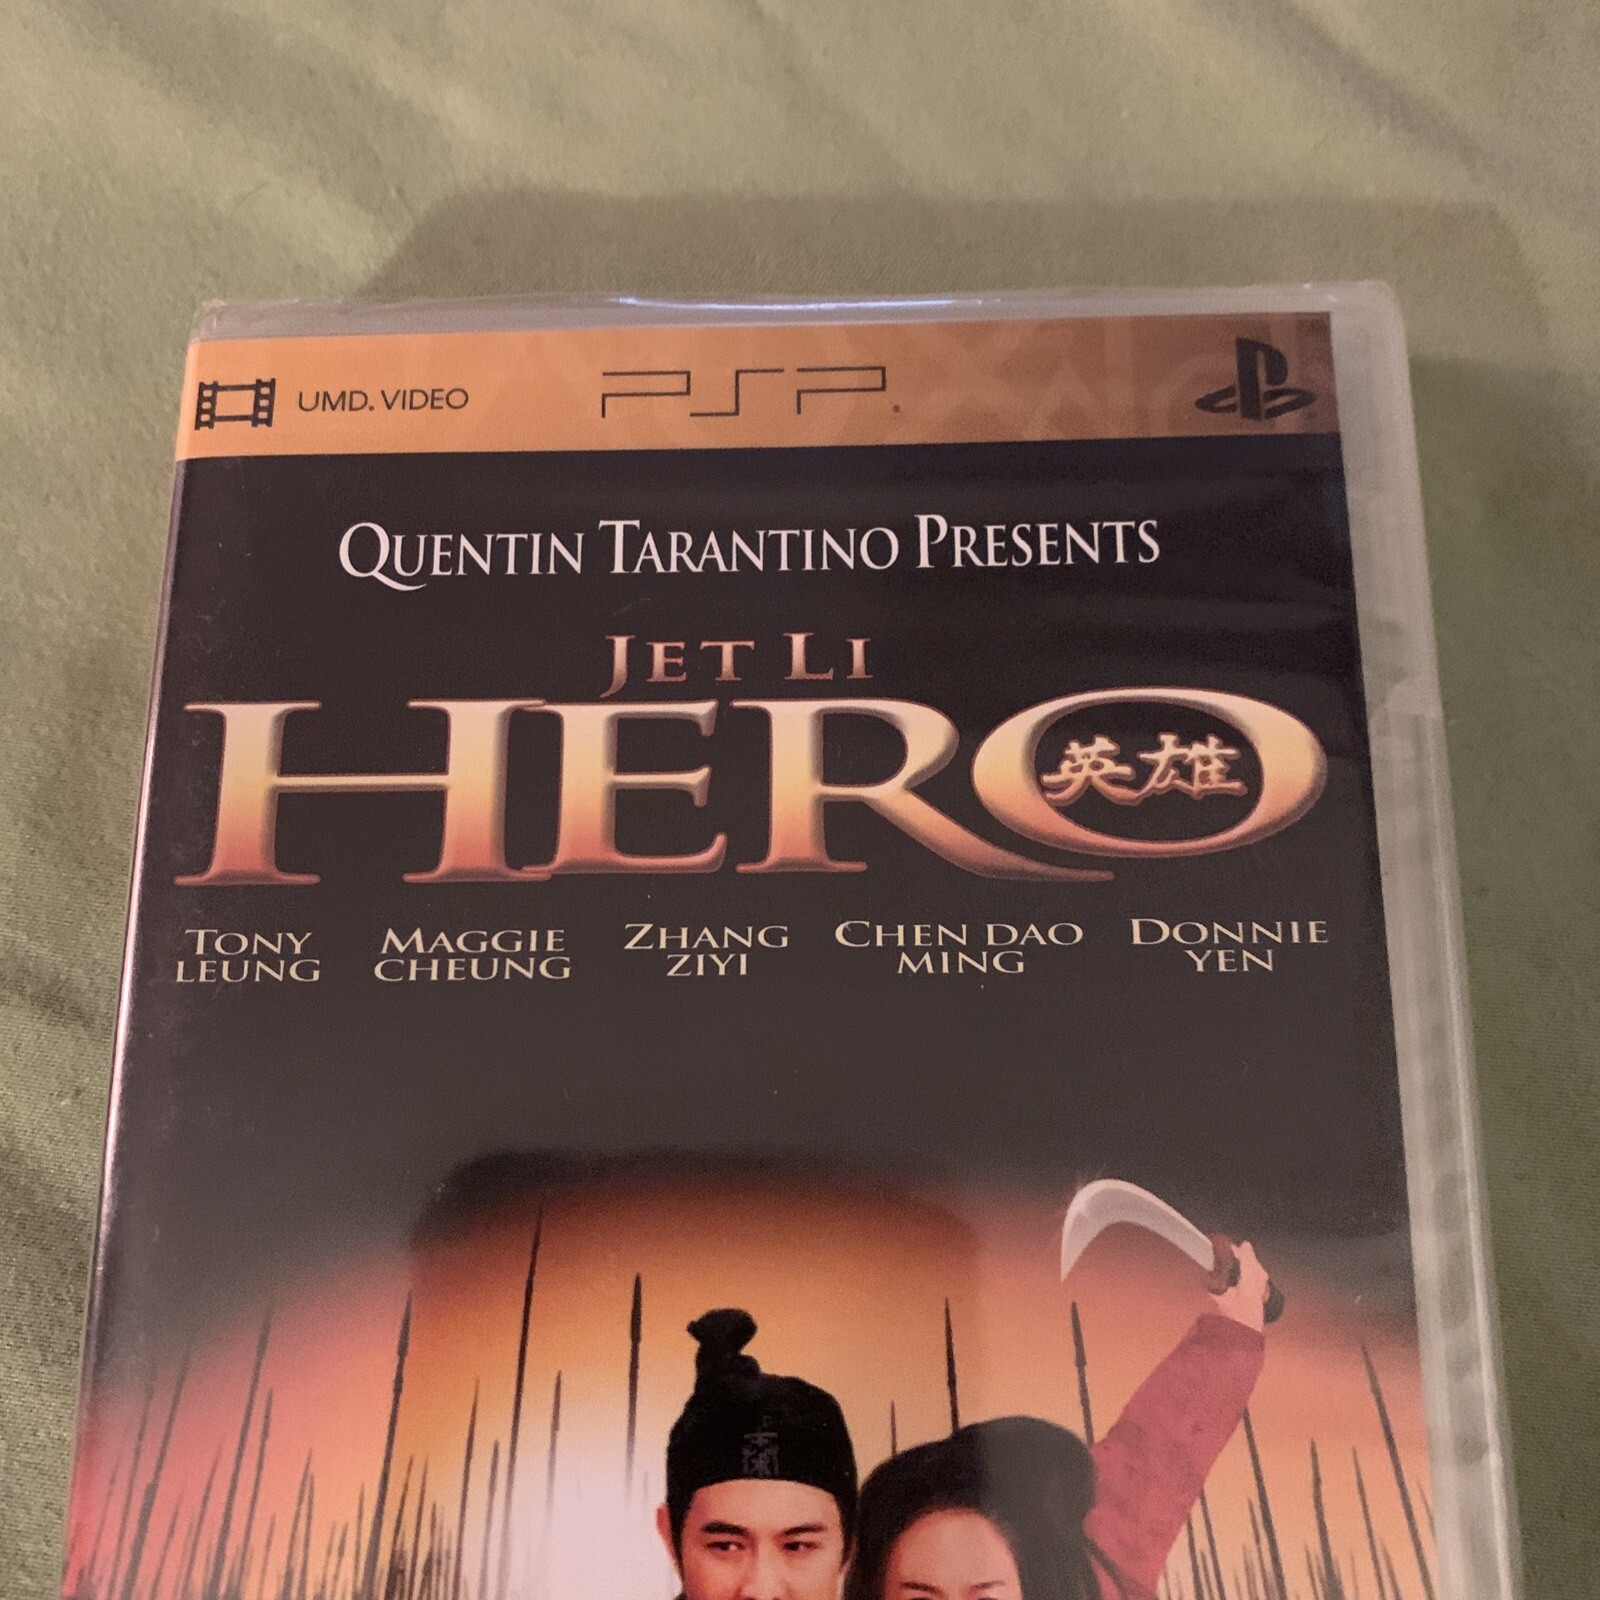 UMD. VIDEO
PSP.
QUENTIN TARANTINO PRESENTS
JET LI
HERO
英雄
TONY LEUNG
MAGGIE CHEUNG
ZHANG ZIYI
CHEN DAO MING
DONNIE YEN